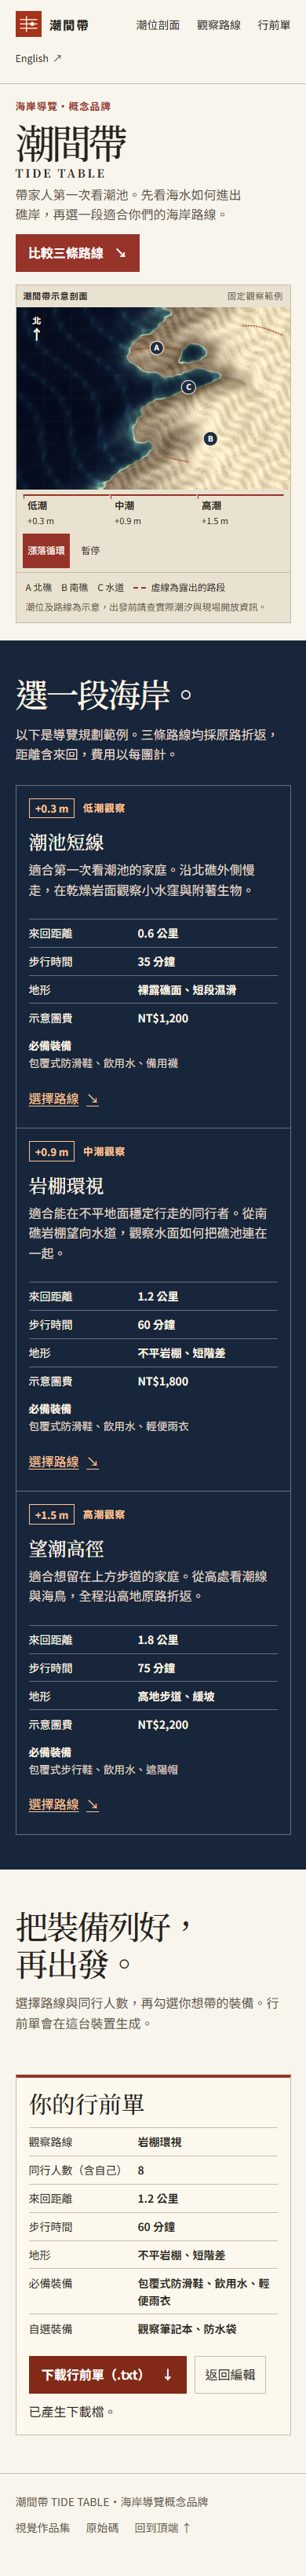 潮間帶
潮位剖面 觀察路線 行前單
English ↗
海岸導覽・概念品牌
潮間帶
TIDE TABLE
帶家人第一次看潮池。先看海水如何進出
礁岸，再選一段適合你們的海岸路線。
比較三條路線 ↘
潮間帶示意剖面 固定觀察範例
北
A
C
B
低潮 中潮 高潮
+0.3 m +0.9 m +1.5 m
漲落循環 暫停
A 北礁 B 南礁 C 水道 虛線為露出的路段
潮位及路線為示意，出發前請查實際潮汐與現場開放資訊。
選一段海岸。
以下是導覽規劃範例。三條路線均採原路折返，
距離含來回，費用以每團計。
+0.3 m 低潮觀察
潮池短線
適合第一次看潮池的家庭。沿北礁外側慢
走，在乾燥岩面觀察小水窪與附著生物。
來回距離 0.6 公里
步行時間 35 分鐘
地形 裸露礁面、短段濕滑
示意團費 NT$1,200
必備裝備
包覆式防滑鞋、飲用水、備用襪
選擇路線 ↘
+0.9 m 中潮觀察
岩棚環視
適合能在不平地面穩定行走的同行者。從南
礁岩棚望向水道，觀察水面如何把礁池連在
一起。
來回距離 1.2 公里
步行時間 60 分鐘
地形 不平岩棚、短階差
示意團費 NT$1,800
必備裝備
包覆式防滑鞋、飲用水、輕便雨衣
選擇路線 ↘
+1.5 m 高潮觀察
望潮高徑
適合想留在上方步道的家庭。從高處看潮線
與海鳥，全程沿高地原路折返。
來回距離 1.8 公里
步行時間 75 分鐘
地形 高地步道、緩坡
示意團費 NT$2,200
必備裝備
包覆式步行鞋、飲用水、遮陽帽
選擇路線 ↘
把裝備列好，
再出發。
選擇路線與同行人數，再勾選你想帶的裝備。行
前單會在這台裝置生成。
你的行前單
觀察路線 岩棚環視
同行人數（含自己） 8
來回距離 1.2 公里
步行時間 60 分鐘
地形 不平岩棚、短階差
必備裝備 包覆式防滑鞋、飲用水、輕
便雨衣
自選裝備 觀察筆記本、防水袋
下載行前單（.txt） ↓ 返回編輯
已產生下載檔。
潮間帶 TIDE TABLE・海岸導覽概念品牌
視覺作品集 原始碼 回到頂端 ↑